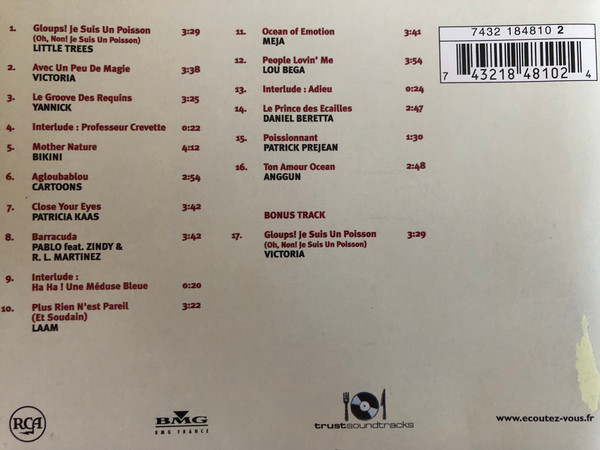 1. Gloups! Je Suis Un Poisson 3:29
(Oh, Non! Je Suis Un Poisson)
LITTLE TREES
2. Avec Un Peu De Magie 3:38
VICTORIA
3. Le Groove Des Requins 3:25
YANNICK
4. Interlude : Professeur Crevette 0:22
5. Mother Nature 4:12
BIKINI
6. Agloubablou 2:54
CARTOONS
7. Close Your Eyes 3:42
PATRICIA KAAS
8. Barracuda 3:42
PABLO feat. ZINDY &
R. L. MARTINEZ
9. Interlude :
Ha Ha ! Une Méduse Bleue 0:20
10. Plus Rien N'est Pareil 3:22
(Et Soudain)
LAAM
11. Ocean of Emotion 3:41
MEJA
12. People Lovin' Me 3:54
LOU BEGA
13. Interlude : Adieu 0:24
14. Le Prince des Ecailles 2:47
DANIEL BERETTA
15. Poissionnant 1:30
PATRICK PREJEAN
16. Ton Amour Ocean 2:48
ANGGUN
BONUS TRACK
17. Gloups! Je Suis Un Poisson 3:29
(Oh, Non! Je Suis Un Poisson)
VICTORIA
7432 184810 2
7 43218 48102 4
RCA
BMG
BMG FRANCE
trustsoundtracks
www.ecoutez-vous.fr